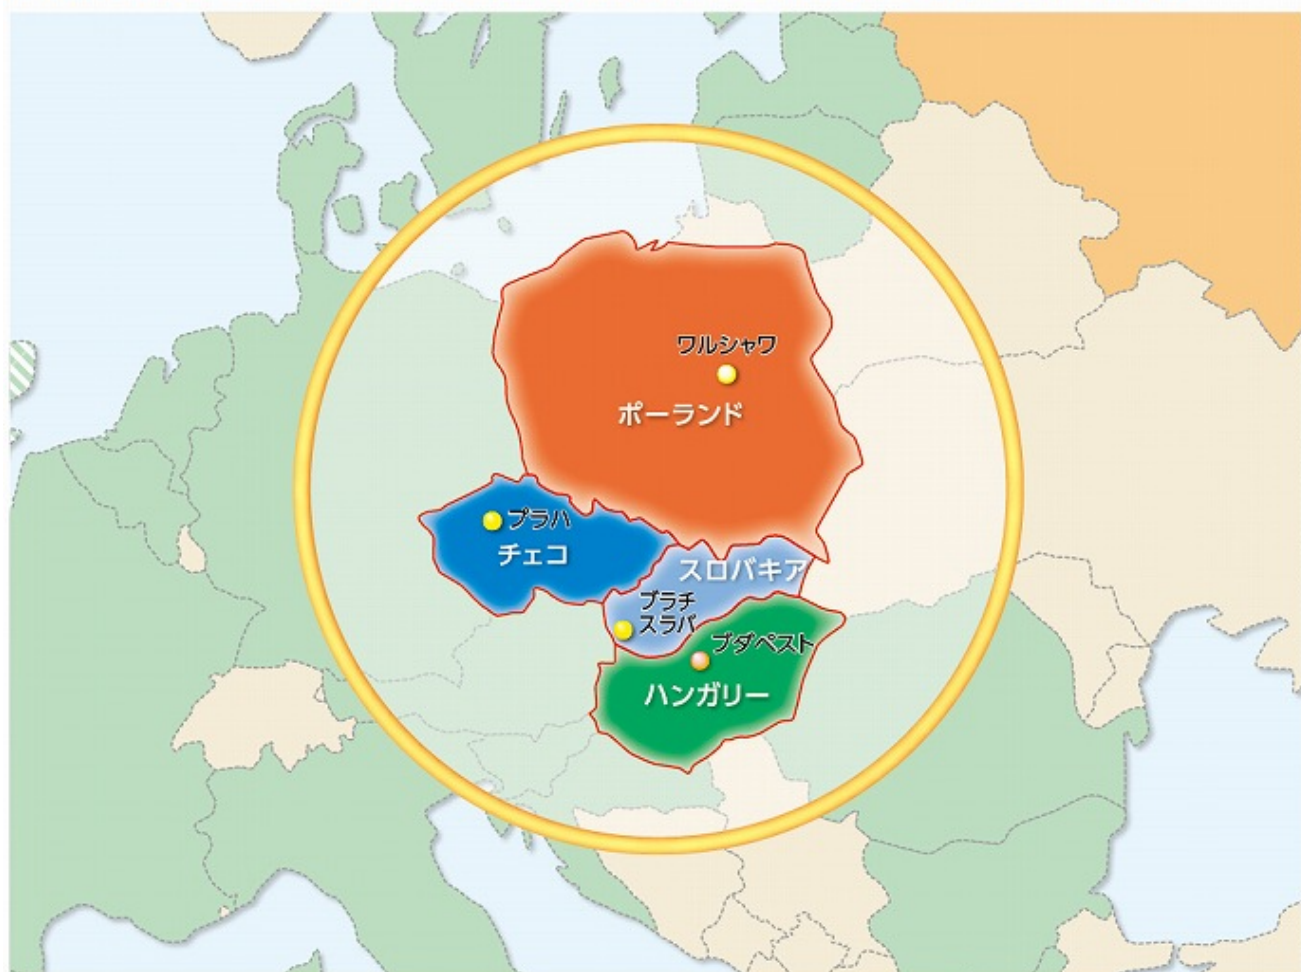 ワルシャワ
ポーランド
プラハ
チェコ
スロバキア
ブラチ
スラバ
ブダペスト
ハンガリー